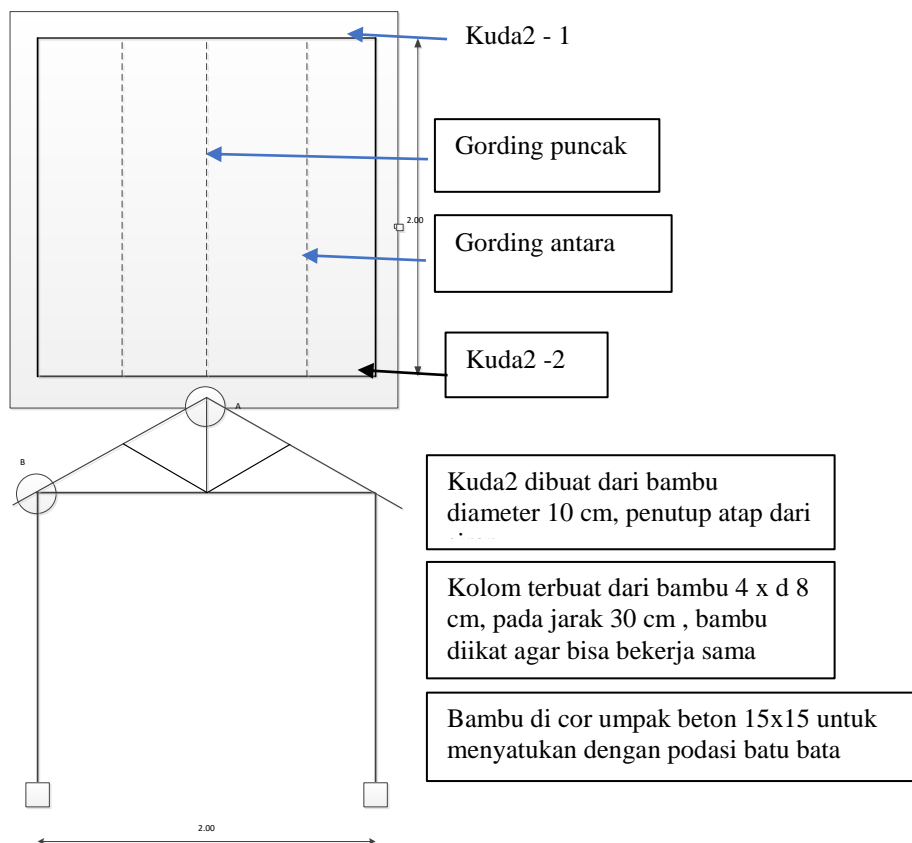 Kuda2 - 1
Gording puncak
2.00
Gording antara
Kuda2 -2
A
B
Kuda2 dibuat dari bambu
diameter 10 cm, penutup atap dari
Kolom terbuat dari bambu 4 x d 8
cm, pada jarak 30 cm , bambu
diikat agar bisa bekerja sama
Bambu di cor umpak beton 15x15 untuk
menyatukan dengan podasi batu bata
2.00